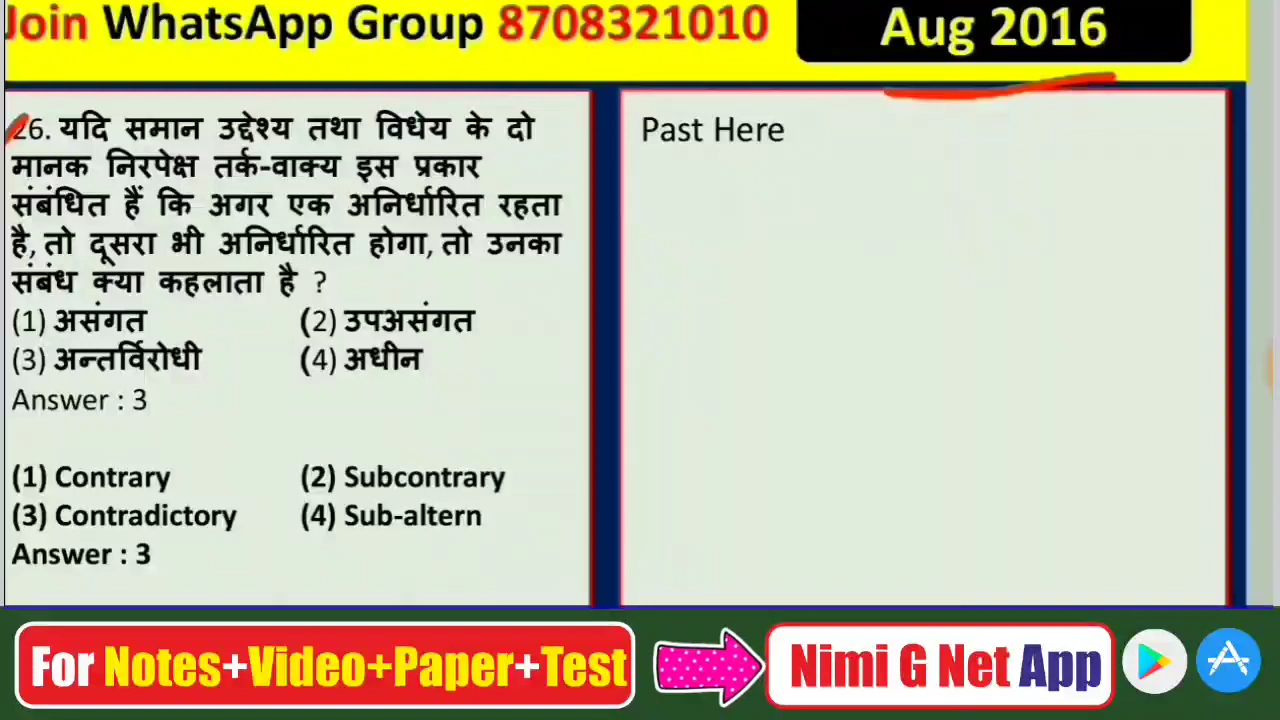 Join WhatsApp Group 8708321010
Aug 2016
26. यदि समान उद्देश्य तथा विधेय के दो
मानक निरपेक्ष तर्क-वाक्य इस प्रकार
संबंधित हैं कि अगर एक अनिर्धारित रहता
है, तो दूसरा भी अनिर्धारित होगा, तो उनका
संबंध क्या कहलाता है ?
(1) असंगत (2) उपअसंगत
(3) अन्तर्विरोधी (4) अधीन
Answer : 3
(1) Contrary (2) Subcontrary
(3) Contradictory (4) Sub-altern
Answer : 3
Past Here
For Notes+Video+Paper+Test
Nimi G Net App